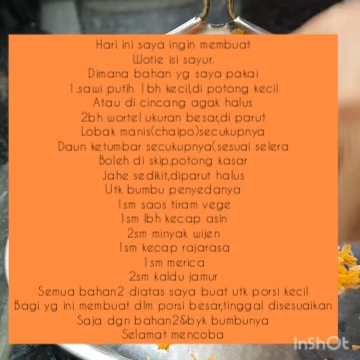 Hari ini saya ingin membuat
Wotie isi sayur.
Dimana bahan yg saya pakai
1.sawi putih 1bh kecil,di potong kecil
Atau di cincang agak halus
2bh wortel ukuran besar,di parut
Lobak manis(chaipo)secukupnya
Daun ketumbar secukupnya(sesuai selera
Boleh di skip,potong kasar
Jahe sedikit,diparut halus
Utk bumbu penyedanya
1sm saos tiram vege
1sm lbh kecap asin
2sm minyak wijen
1sm kecap rajarasa
1sm merica
2sm kaldu jamur
Semua bahan2 diatas saya buat utk porsi kecil
Bagi yg ini membuat dlm porsi besar,tinggal disesuaikan
Saja dgn bahan2&byk bumbunya
Selamat mencoba
InShOt